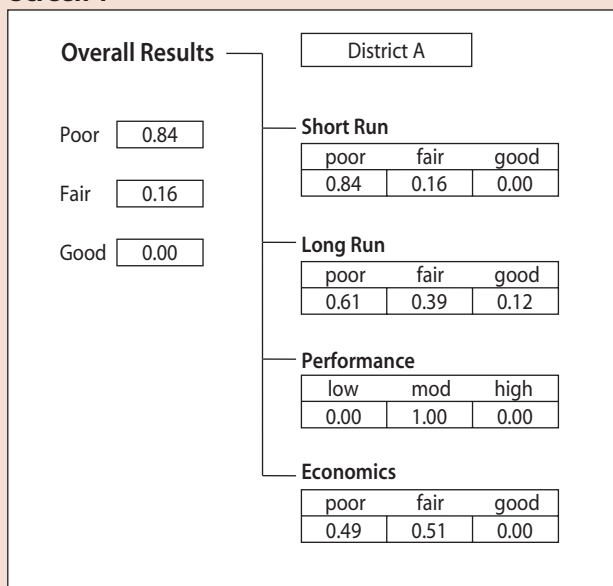 Overall Results
District A
Poor 0.84
Fair 0.16
Good 0.00
Short Run
poor fair good
0.84 0.16 0.00
Long Run
poor fair good
0.61 0.39 0.12
Performance
low mod high
0.00 1.00 0.00
Economics
poor fair good
0.49 0.51 0.00